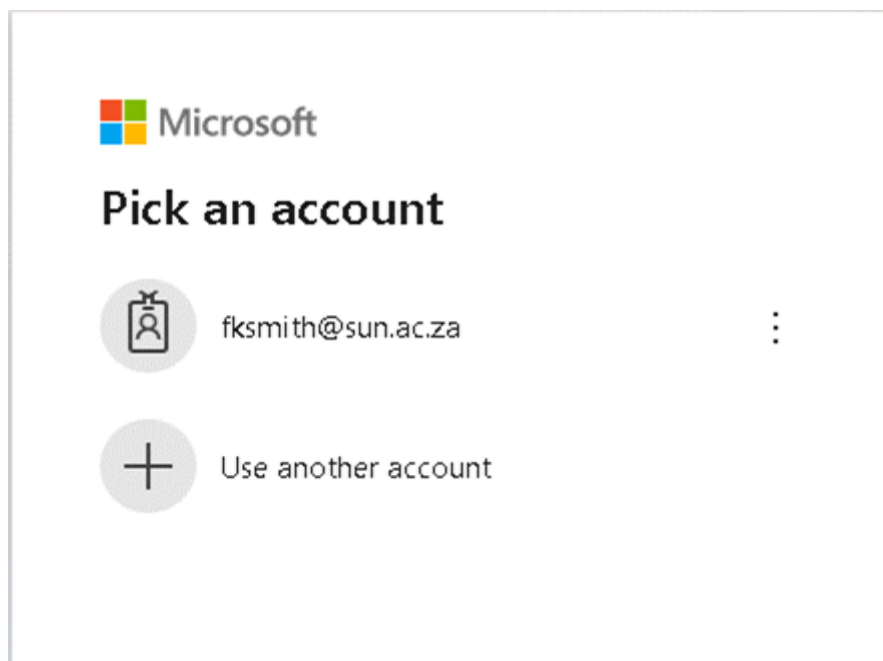 Microsoft
Pick an account
fksmith@sun.ac.za
Use another account